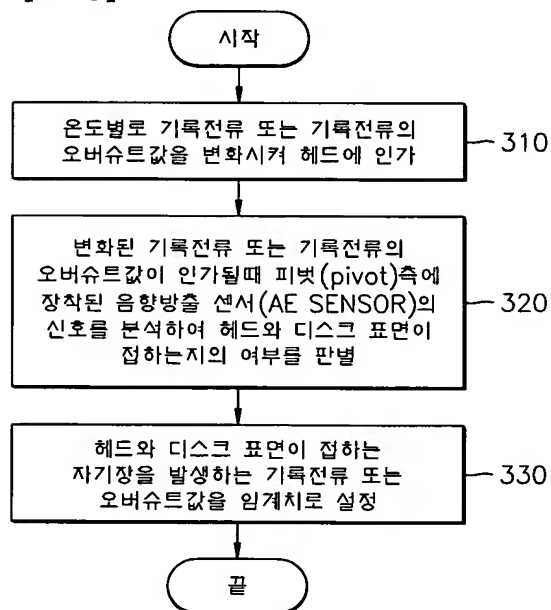 시작
온도별로 기록전류 또는 기록전류의
오버슈트값을 변화시켜 헤드에 인가
310
변화된 기록전류 또는 기록전류의
오버슈트값이 인가될때 피벗(pivot)측에
장착된 음향방출 센서(AE SENSOR)의
신호를 분석하여 헤드와 디스크 표면이
접하는지의 여부를 판별
320
헤드와 디스크 표면이 접하는
자기장을 발생하는 기록전류 또는
오버슈트값을 임계치로 설정
330
끝